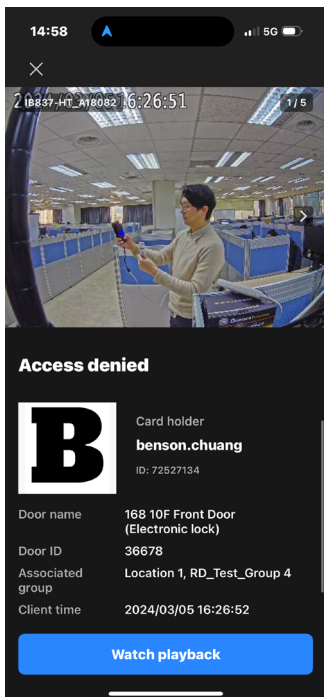 14:58
5G
IB837-HT_A18082
6:26:51
1/5
Access denied
B
Card holder
benson.chuang
ID: 72527134
Door name
168 10F Front Door
(Electronic lock)
Door ID
36678
Associated
group
Location 1, RD_Test_Group 4
Client time
2024/03/05 16:26:52
Watch playback